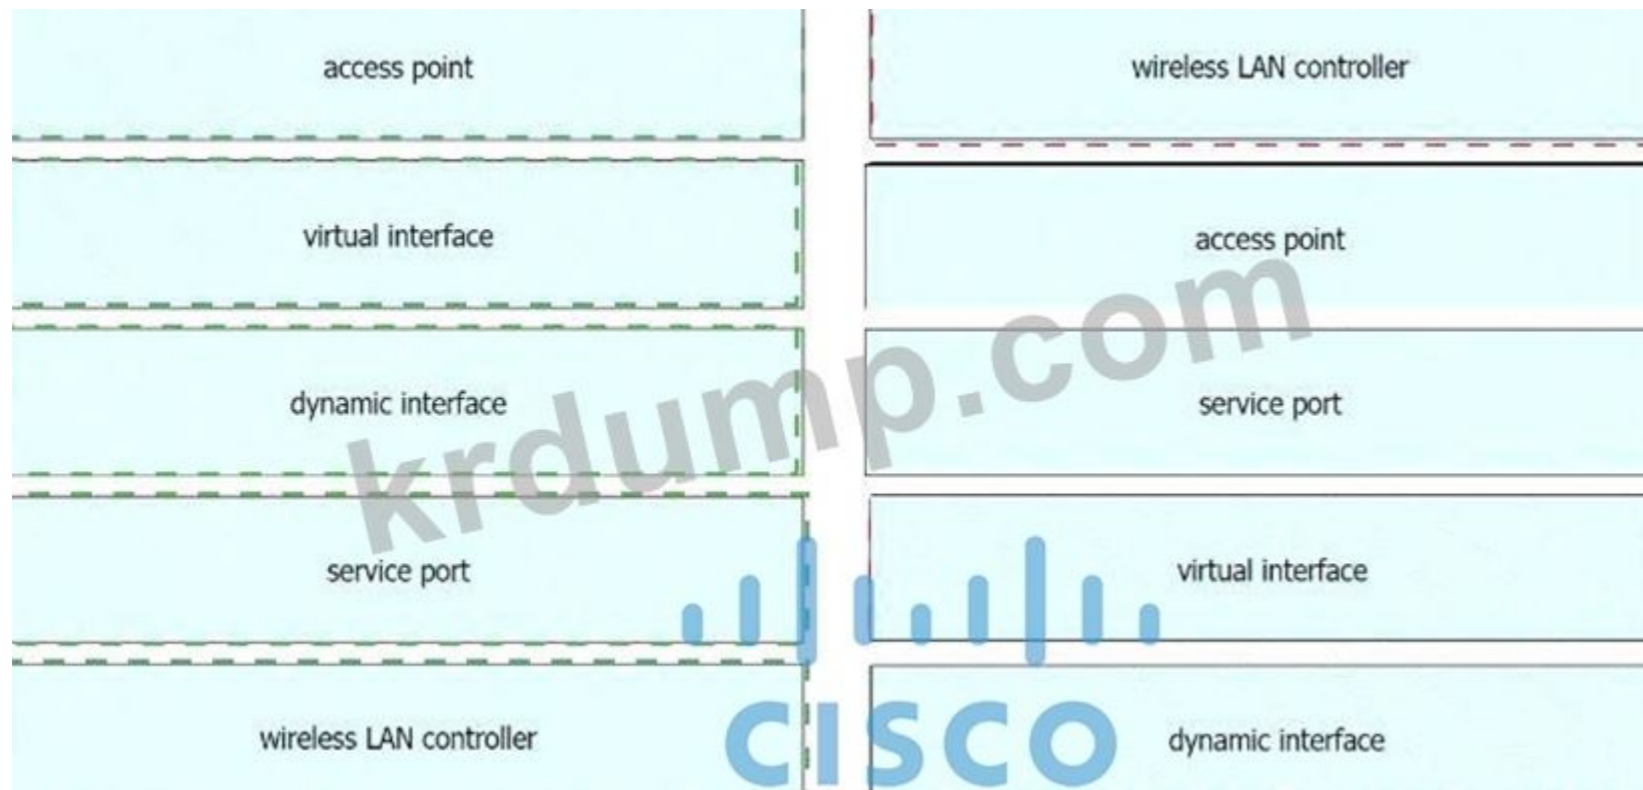 access point
wireless LAN controller
virtual interface
access point
dynamic interface
service port
krdump.com
service port
virtual interface
wireless LAN controller
dynamic interface
CISCO